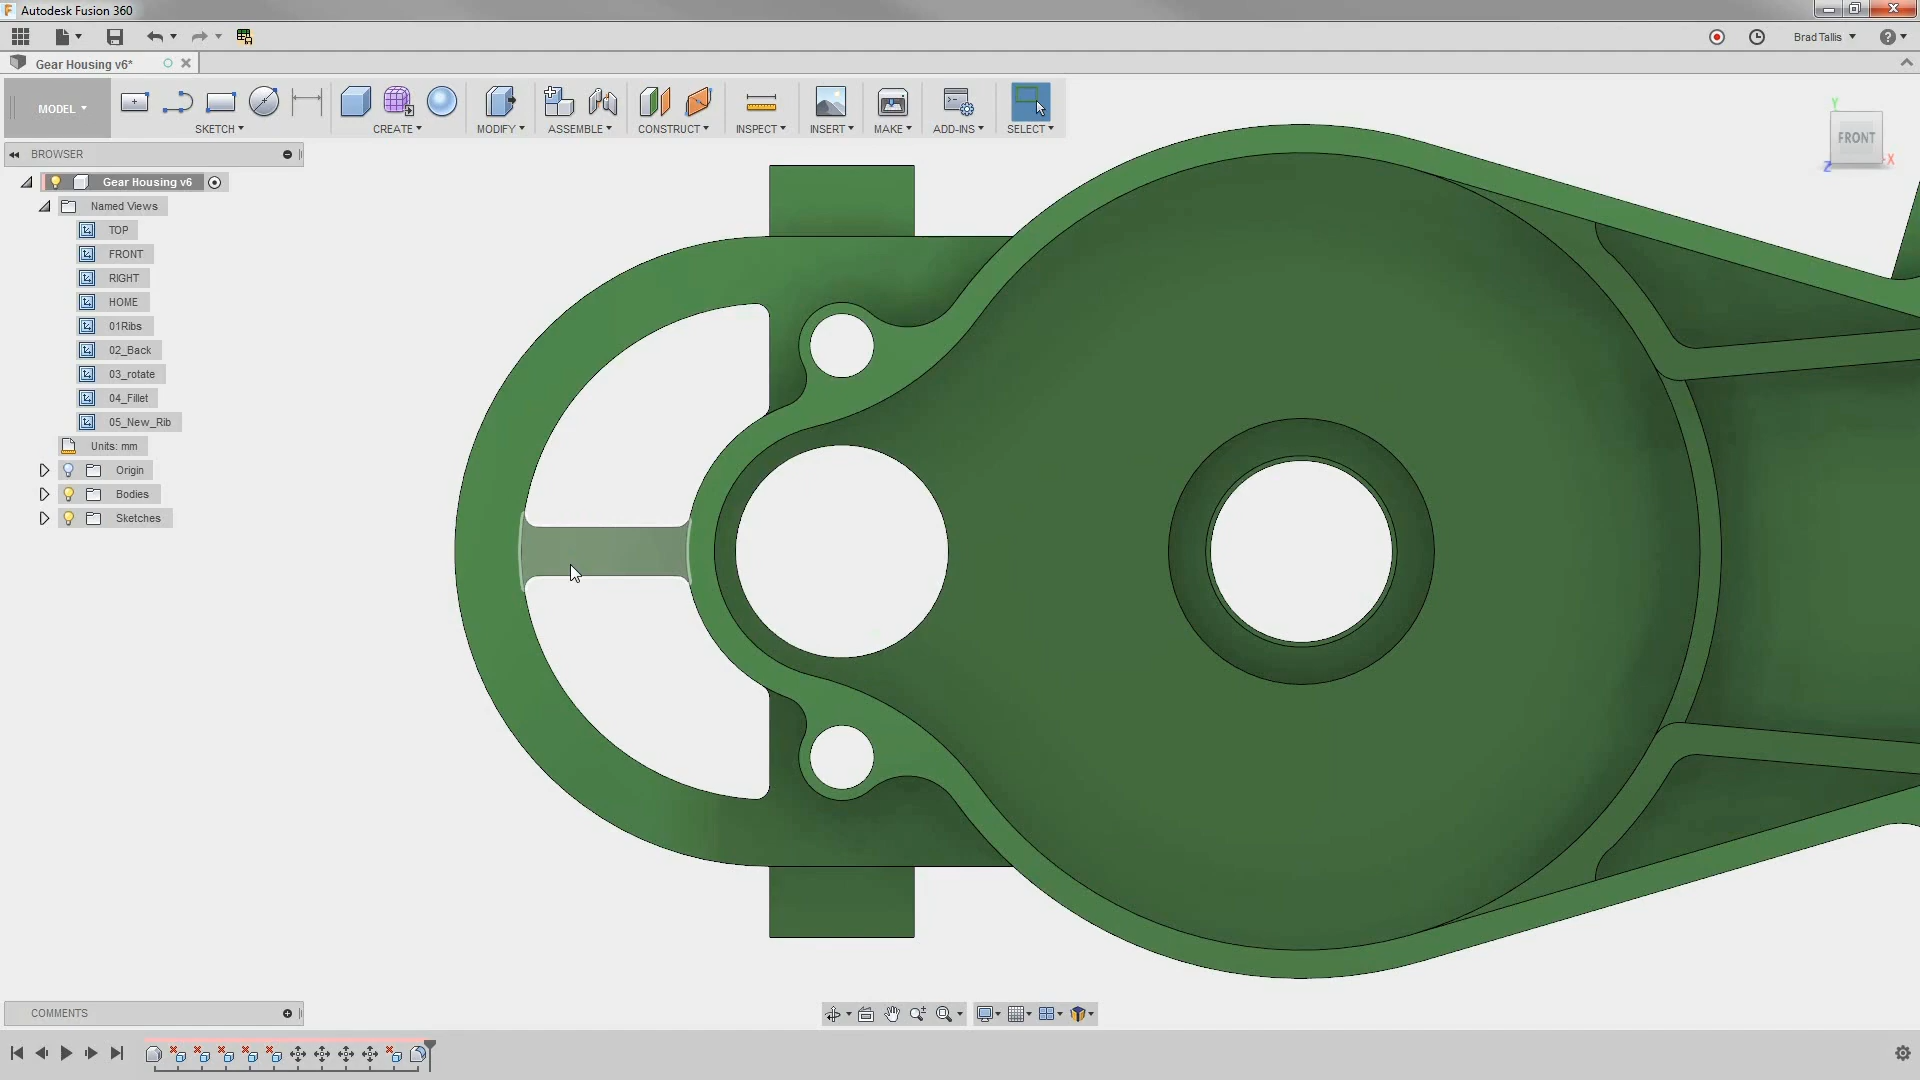 F Autodesk Fusion 360
Brad Tallis
?
Gear Housing v6*
MODEL
SKETCH
CREATE
MODIFY
ASSEMBLE
CONSTRUCT
INSPECT
INSERT
MAKE
ADD-INS
SELECT
Y
FRONT
X
Z
BROWSER
Gear Housing v6
Named Views
TOP
FRONT
RIGHT
HOME
01Ribs
02_Back
03_rotate
04_Fillet
05_New_Rib
Units: mm
Origin
Bodies
Sketches
COMMENTS